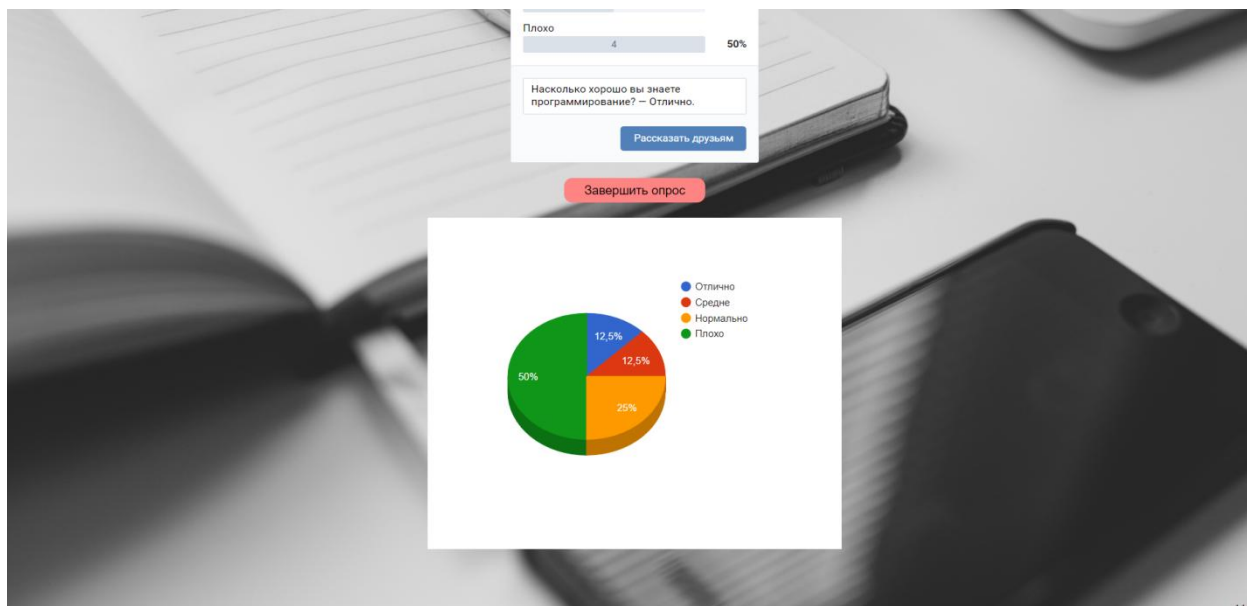 Плохо
4 50%
Насколько хорошо вы знаете
программирование? — Отлично.
Рассказать друзьям
Завершить опрос
Отлично
Средне
Нормально
Плохо
12,5%
12,5%
50%
25%